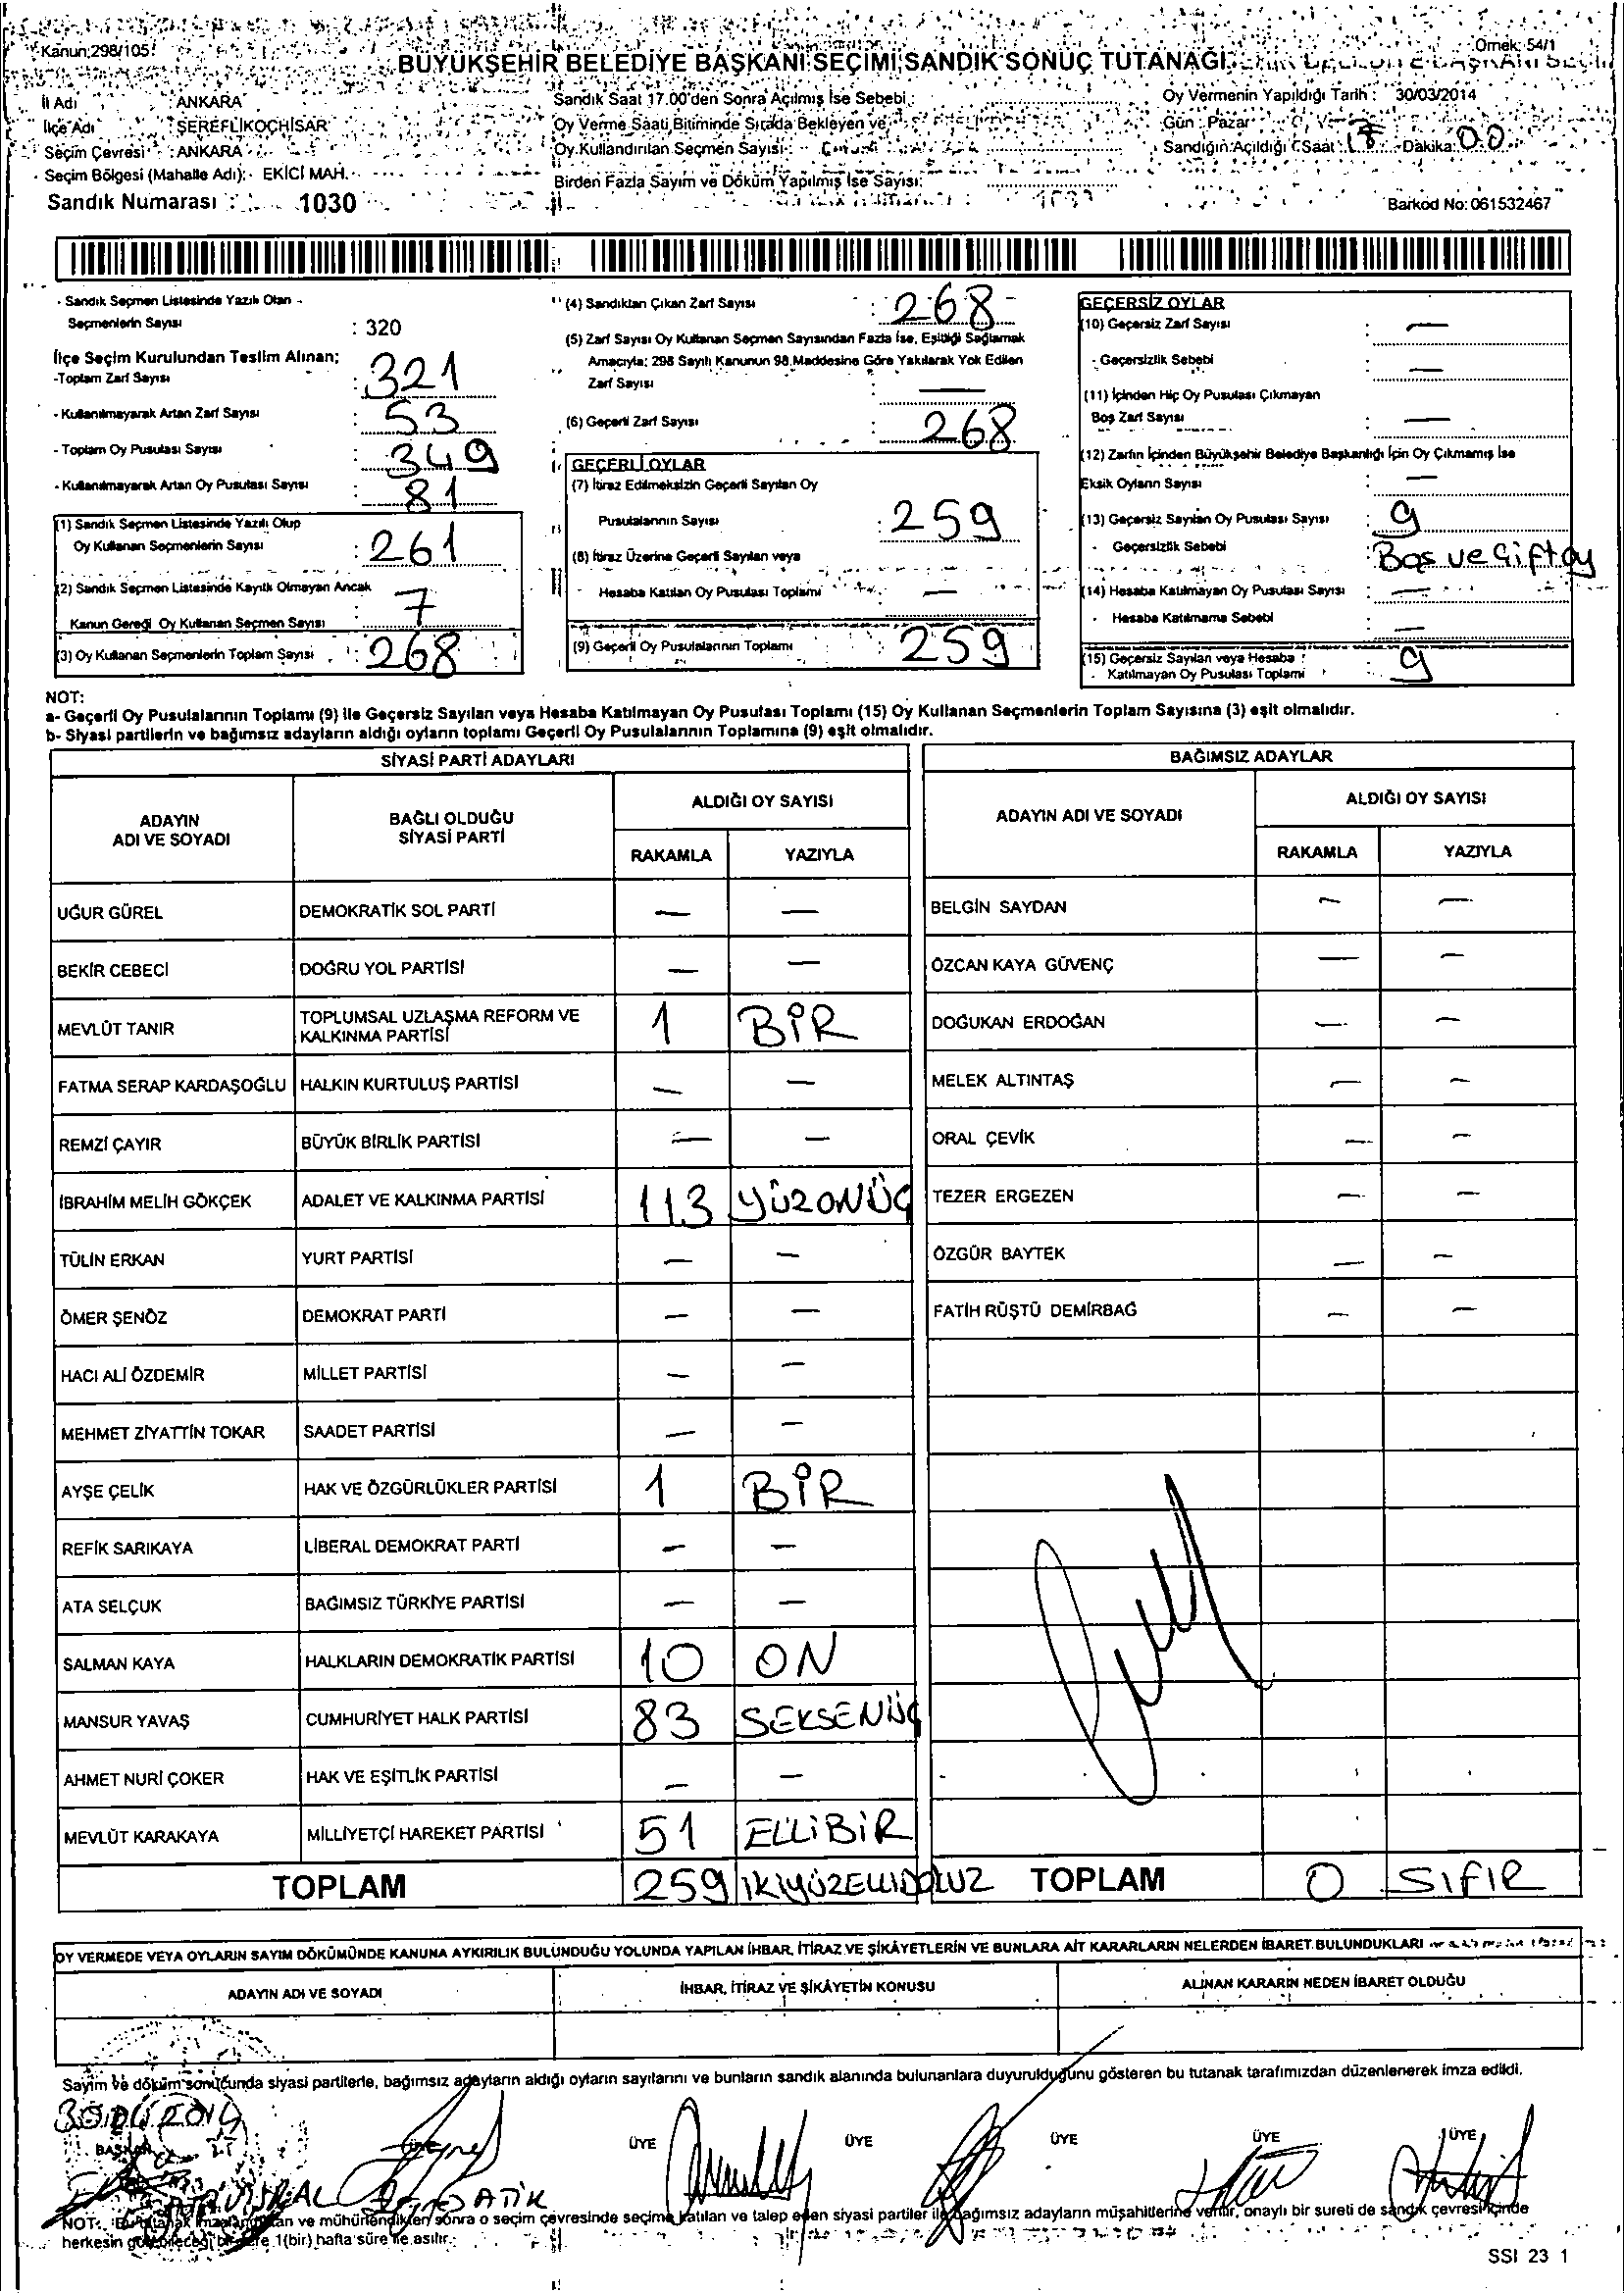 Kanun:298/105
Örnek: 54/1
BÜYÜKŞEHİR BELEDİYE BAŞKANI SEÇİMİ SANDIK SONUÇ TUTANAĞI
İl Adı : ANKARA
İlçe Adı : ŞEREFLİKOÇHİSAR
Seçim Çevresi : ANKARA
Seçim Bölgesi (Mahalle Adı): EKİCİ MAH.
Sandık Numarası : 1030
Sandık Saat 17.00'den Sonra Açılmış İse Sebebi
Oy Verme Saati Bitiminde Sırada Bekleyen ve
Oy Kullandırılan Seçmen Sayısı:
Birden Fazla Sayım ve Döküm Yapılmış İse Sayısı:
Oy Vermenin Yapıldığı Tarih : 30/03/2014
Gün : Pazar
Sandığın Açıldığı Saat : 17 Dakika: 00
Barkod No: 061532467
- Sandık Seçmen Listesinde Yazılı Olan
Seçmenlerin Sayısı : 320
İlçe Seçim Kurulundan Teslim Alınan:
-Toplam Zarf Sayısı : 321
- Kullanılmayarak Artan Zarf Sayısı : 53
- Toplam Oy Pusulası Sayısı : 349
- Kullanılmayarak Artan Oy Pusulası Sayısı : 81
(1) Sandık Seçmen Listesinde Yazılı Olup
Oy Kullanan Seçmenlerin Sayısı : 261
(2) Sandık Seçmen Listesinde Kayıtlı Olmayan Ancak
Kanun Gereği Oy Kullanan Seçmen Sayısı : 7
(3) Oy Kullanan Seçmenlerin Toplam Sayısı : 268
(4) Sandıktan Çıkan Zarf Sayısı : 268
(5) Zarf Sayısı Oy Kullanan Seçmen Sayısından Fazla İse, Eşitliği Sağlamak
Amacıyla; 298 Sayılı Kanunun 98.Maddesine Göre Yakılarak Yok Edilen
Zarf Sayısı : —
(6) Geçerli Zarf Sayısı : 268
GEÇERLİ OYLAR
(7) İtiraz Edilmeksizin Geçerli Sayılan Oy
Pusulalarının Sayısı : 259
(8) İtiraz Üzerine Geçerli Sayılan veya
Hesaba Katılan Oy Pusulası Toplamı : —
(9) Geçerli Oy Pusulalarının Toplamı : 259
GEÇERSİZ OYLAR
(10) Geçersiz Zarf Sayısı : —
- Geçersizlik Sebebi : —
(11) İçinden Hiç Oy Pusulası Çıkmayan
Boş Zarf Sayısı : —
(12) Zarfın İçinden Büyükşehir Belediye Başkanlığı İçin Oy Çıkmamış İse
Eksik Oyların Sayısı : —
(13) Geçersiz Sayılan Oy Pusulası Sayısı : 9
- Geçersizlik Sebebi : Boş ve Çift oy
(14) Hesaba Katılmayan Oy Pusulası Sayısı : —
- Hesaba Katılmama Sebebi : —
(15) Geçersiz Sayılan veya Hesaba
Katılmayan Oy Pusulası Toplamı : 9
NOT:
a- Geçerli Oy Pusulalarının Toplamı (9) ile Geçersiz Sayılan veya Hesaba Katılmayan Oy Pusulası Toplamı (15) Oy Kullanan Seçmenlerin Toplam Sayısına (3) eşit olmalıdır.
b- Siyasi partilerin ve bağımsız adayların aldığı oyların toplamı Geçerli Oy Pusulalarının Toplamına (9) eşit olmalıdır.
SİYASİ PARTİ ADAYLARI
ADAYIN ADI VE SOYADI
BAĞLI OLDUĞU SİYASİ PARTİ
ALDIĞI OY SAYISI
RAKAMLA YAZIYLA
UĞUR GÜREL DEMOKRATİK SOL PARTİ — —
BEKİR CEBECİ DOĞRU YOL PARTİSİ — —
MEVLÜT TANIR TOPLUMSAL UZLAŞMA REFORM VE KALKINMA PARTİSİ 1 BİR
FATMA SERAP KARDAŞOĞLU HALKIN KURTULUŞ PARTİSİ — —
REMZİ ÇAYIR BÜYÜK BİRLİK PARTİSİ — —
İBRAHİM MELİH GÖKÇEK ADALET VE KALKINMA PARTİSİ 113 YÜZONÜÇ
TÜLİN ERKAN YURT PARTİSİ — —
ÖMER ŞENÖZ DEMOKRAT PARTİ — —
HACI ALİ ÖZDEMİR MİLLET PARTİSİ — —
MEHMET ZİYATTİN TOKAR SAADET PARTİSİ — —
AYŞE ÇELİK HAK VE ÖZGÜRLÜKLER PARTİSİ 1 BİR
REFİK SARIKAYA LİBERAL DEMOKRAT PARTİ — —
ATA SELÇUK BAĞIMSIZ TÜRKİYE PARTİSİ — —
SALMAN KAYA HALKLARIN DEMOKRATİK PARTİSİ 10 ON
MANSUR YAVAŞ CUMHURİYET HALK PARTİSİ 83 SEKSENÜÇ
AHMET NURİ ÇOKER HAK VE EŞİTLİK PARTİSİ — —
MEVLÜT KARAKAYA MİLLİYETÇİ HAREKET PARTİSİ 51 ELLİBİR
TOPLAM 259 İKİYÜZELLİDOKUZ
BAĞIMSIZ ADAYLAR
ADAYIN ADI VE SOYADI
ALDIĞI OY SAYISI
RAKAMLA YAZIYLA
BELGİN SAYDAN — —
ÖZCAN KAYA GÜVENÇ — —
DOĞUKAN ERDOĞAN — —
MELEK ALTINTAŞ — —
ORAL ÇEVİK — —
TEZER ERGEZEN — —
ÖZGÜR BAYTEK — —
FATİH RÜŞTÜ DEMİRBAĞ — —
TOPLAM 0 SIFIR
OY VERMEDE VEYA OYLARIN SAYIM DÖKÜMÜNDE KANUNA AYKIRILIK BULUNDUĞU YOLUNDA YAPILAN İHBAR, İTİRAZ VE ŞİKÂYETLERİN VE BUNLARA AİT KARARLARIN NELERDEN İBARET BULUNDUKLARI
ADAYIN ADI VE SOYADI
İHBAR, İTİRAZ VE ŞİKÂYETİN KONUSU
ALINAN KARARIN NEDEN İBARET OLDUĞU
Sayım ve döküm sonucunda siyasi partilerle, bağımsız adayların aldığı oyların sayılarını ve bunların sandık alanında bulunanlara duyurulduğunu gösteren bu tutanak tarafımızdan düzenlenerek imza edildi.
BAŞKAN ÜYE ÜYE ÜYE ÜYE ÜYE
NOT: Bu tutanak imzalandıktan ve mühürlendikten sonra o seçim çevresinde seçime katılan ve talep eden siyasi partiler ile bağımsız adayların müşahitlerine verilir, onaylı bir sureti de sandık çevresi içinde
herkesin görebileceği bir yere 1(bir) hafta süre ile asılır.
SSI 23 1